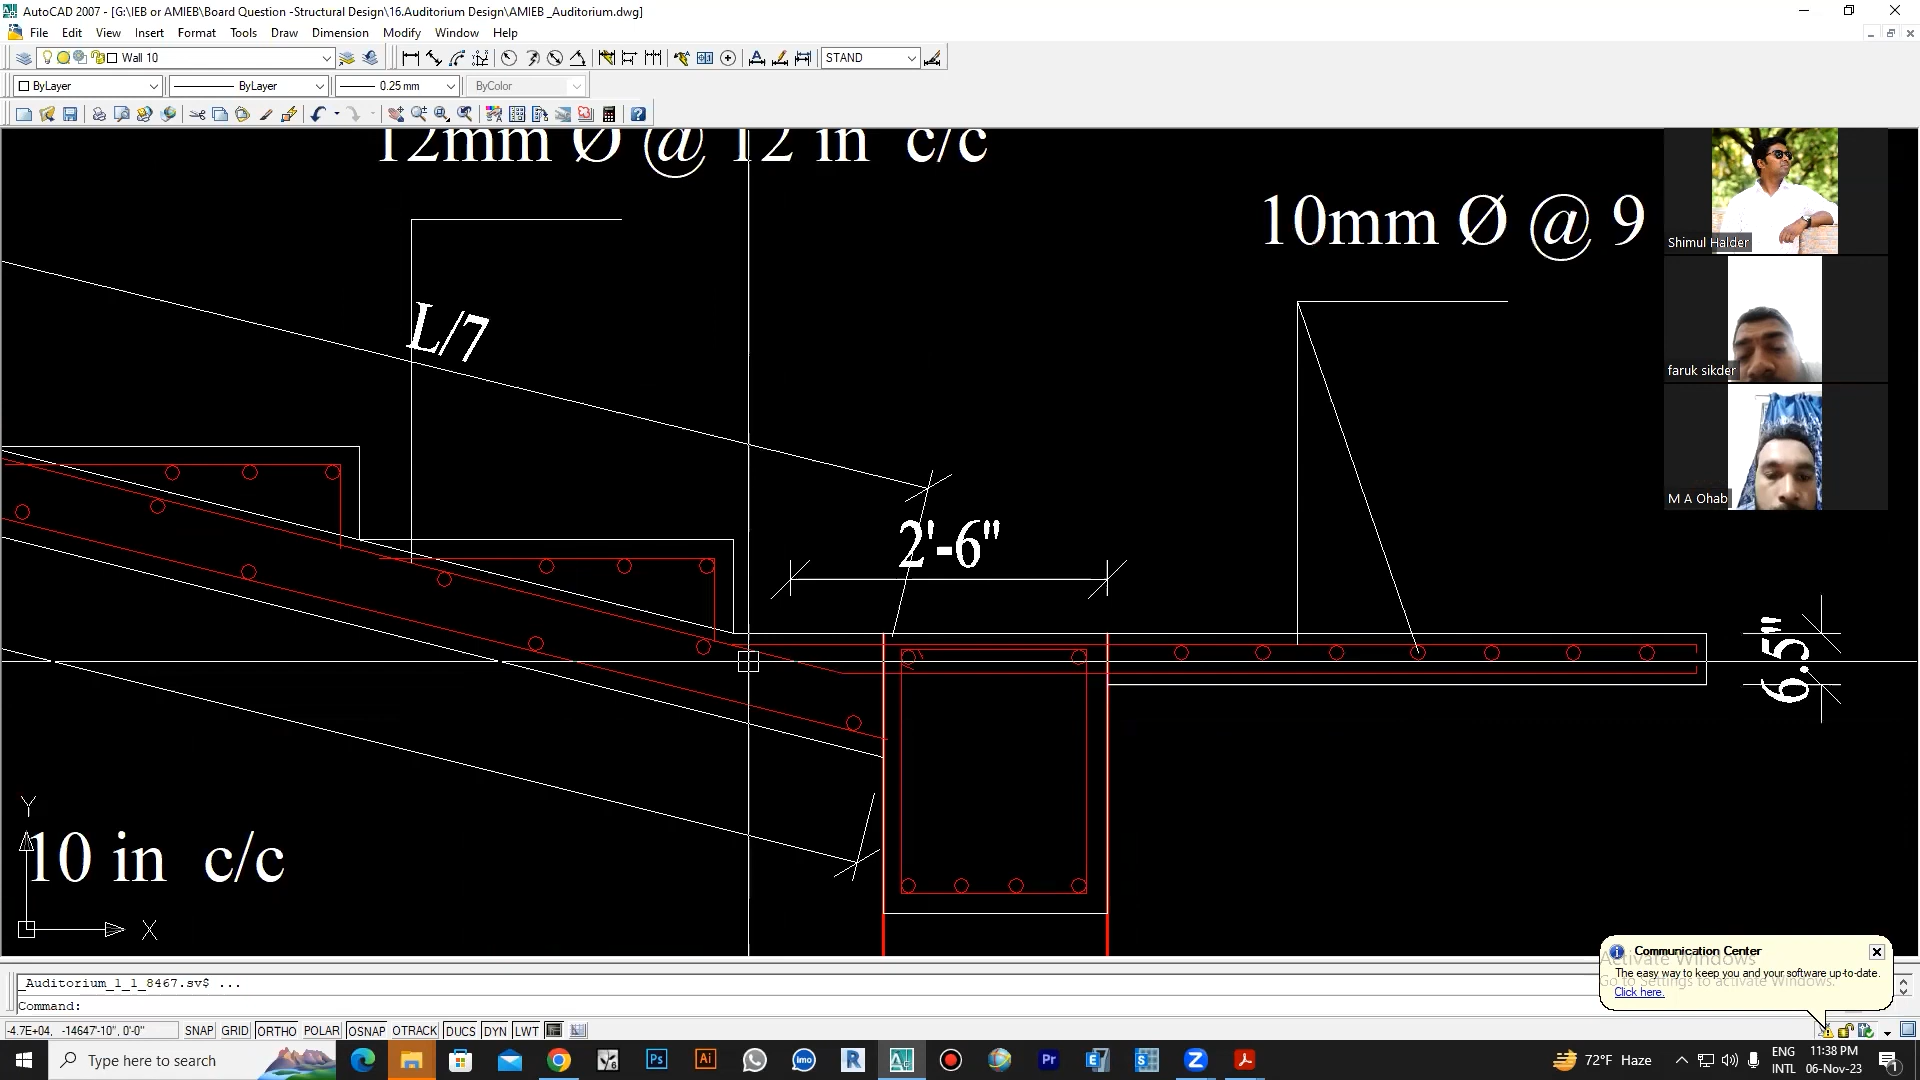 AutoCAD 2007 - [G:\IEB or AMIEB\Board Question -Structural Design\16.Auditorium Design\AMIEB _Auditorium.dwg]
File Edit View Insert Format Tools Draw Dimension Modify Window Help
Wall 10
STAND
ByLayer
ByLayer
0.25 mm
ByColor
12mm Ø @ 12 in c/c
10mm Ø @ 9
Shimul Halder
L/7
faruk sikder
M A Ohab
2'-6"
6.5"
Y
10 in c/c
X
Communication Center
Activate Windows
The easy way to keep you and your software up-to-date.
Go to Settings to activate Windows.
Click here.
_Auditorium_1_1_8467.sv$ ...
Command:
-4.7E+04, -14647'-10", 0'-0"
SNAP GRID ORTHO POLAR OSNAP OTRACK DUCS DYN LWT
Type here to search
72°F Haze
ENG
INTL
11:38 PM
06-Nov-23